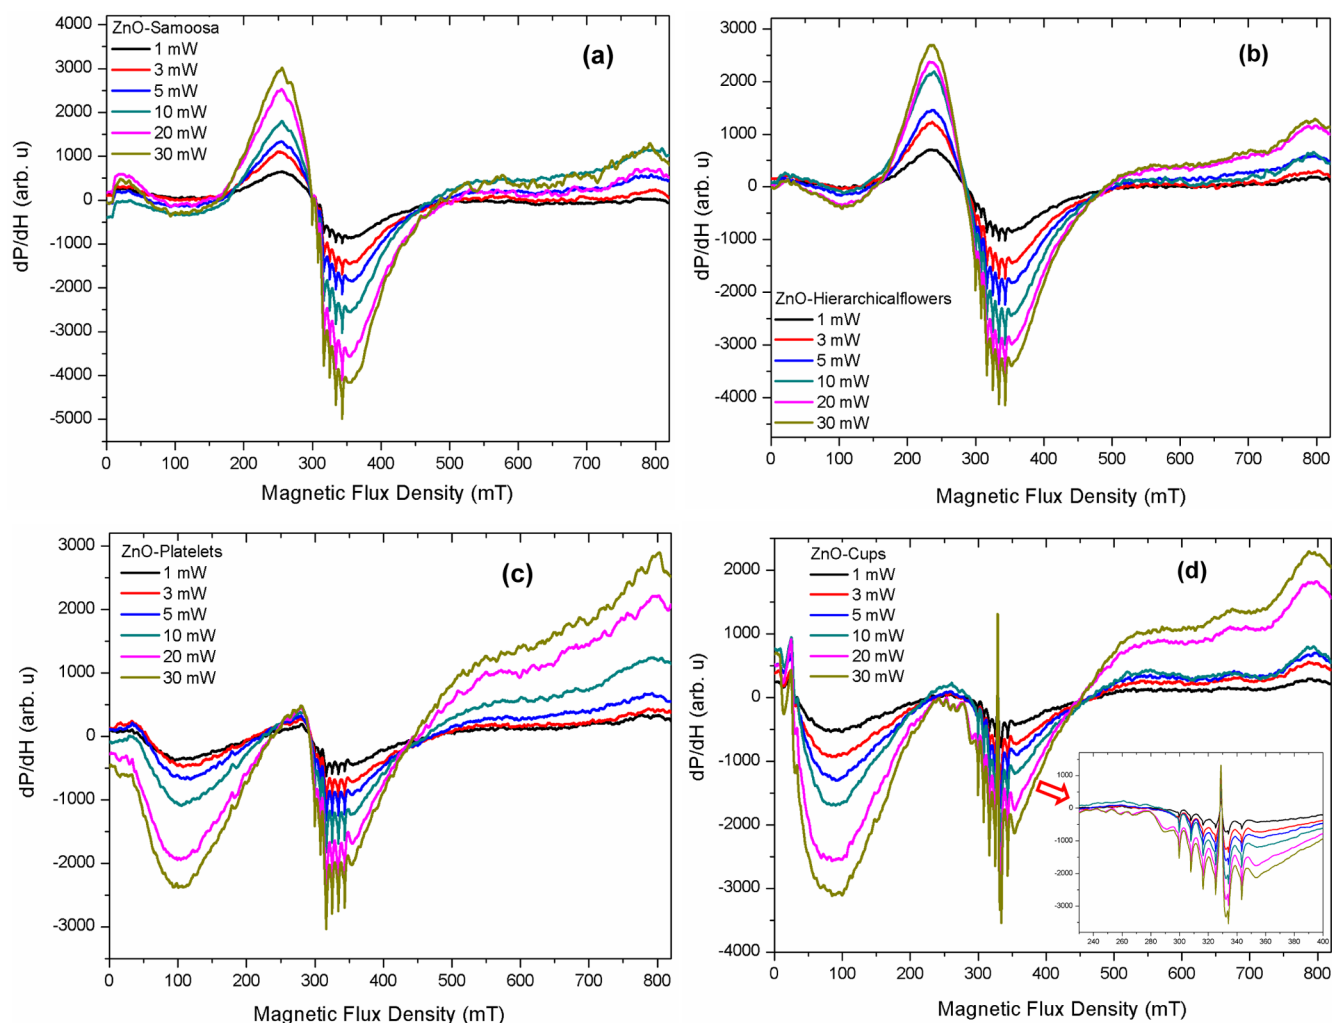 ZnO-Samoosa
1 mW
3 mW
5 mW
10 mW
20 mW
30 mW
(a)
4000
3000
2000
1000
0
-1000
-2000
-3000
-4000
-5000
dP/dH (arb. u)
0 100 200 300 400 500 600 700 800
Magnetic Flux Density (mT)
(b)
3000
2000
1000
0
-1000
-2000
-3000
-4000
dP/dH (arb. u)
ZnO-Hierarchicalflowers
1 mW
3 mW
5 mW
10 mW
20 mW
30 mW
0 100 200 300 400 500 600 700 800
Magnetic Flux Density (mT)
ZnO-Platelets
1 mW
3 mW
5 mW
10 mW
20 mW
30 mW
(c)
3000
2000
1000
0
-1000
-2000
-3000
dP/dH (arb. u)
0 100 200 300 400 500 600 700 800
Magnetic Flux Density (mT)
ZnO-Cups
1 mW
3 mW
5 mW
10 mW
20 mW
30 mW
(d)
2000
1000
0
-1000
-2000
-3000
-4000
dP/dH (arb. u)
1000
0
-1000
-2000
-3000
240 260 280 300 320 340 360 380 400
0 100 200 300 400 500 600 700 800
Magnetic Flux Density (mT)